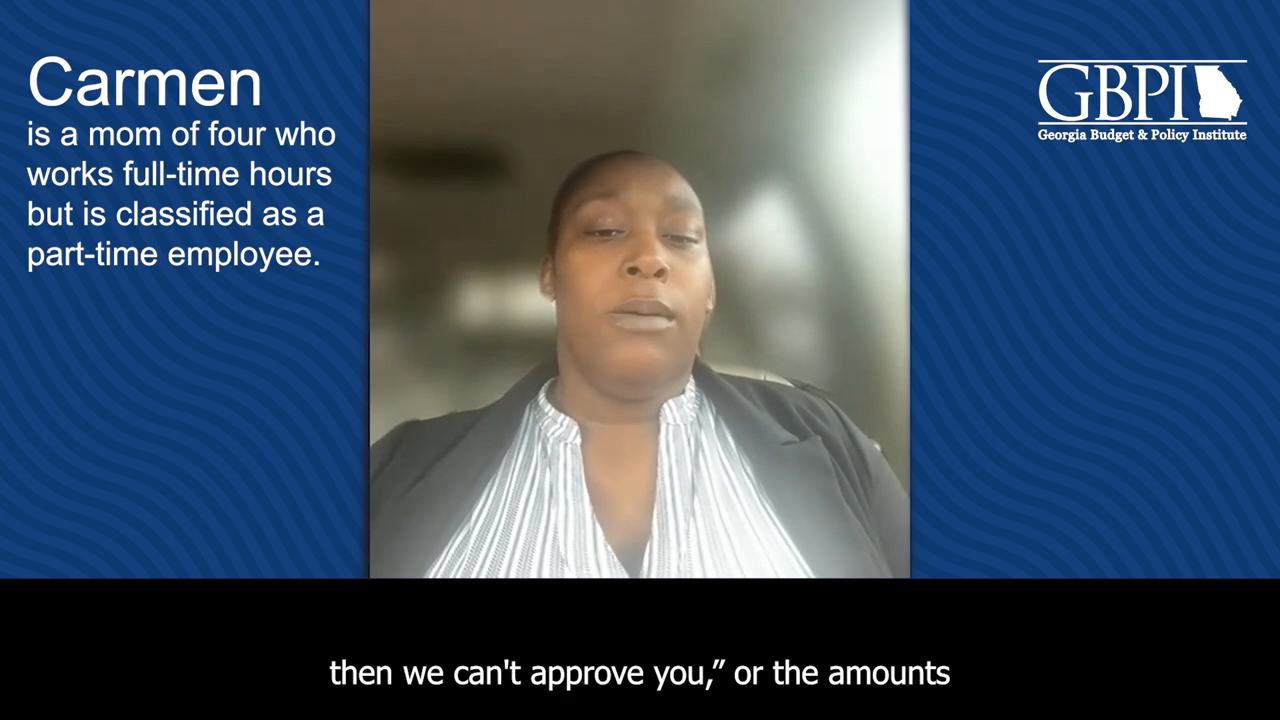 Carmen
is a mom of four who
works full-time hours
but is classified as a
part-time employee.
GBPI
Georgia Budget & Policy Institute
then we can't approve you,” or the amounts